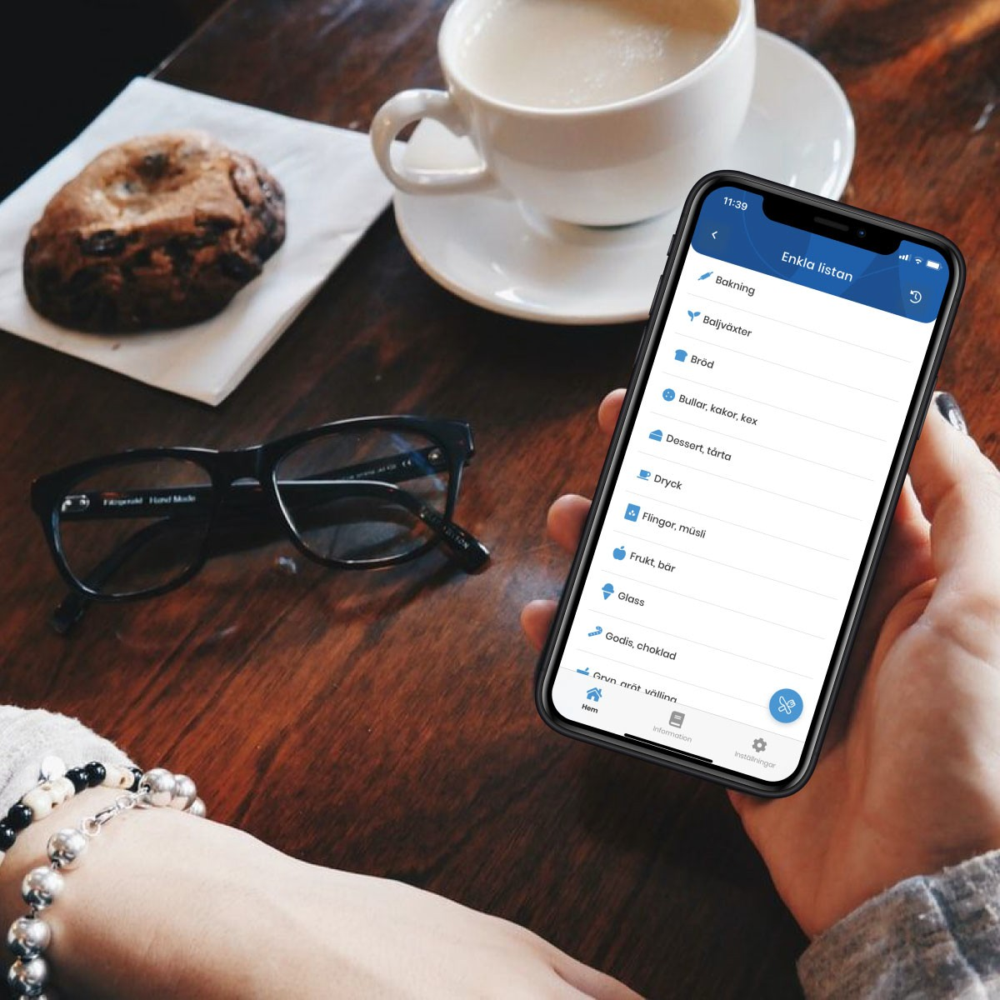 11:39
Enkla listan
Bakning
Baljväxter
Bröd
Bullar, kakor, kex
Dessert, tårta
Dryck
Flingor, müsli
Frukt, bär
Glass
Godis, choklad
Gryn, gröt, välling
Hem
Information
Inställningar
Fitzgerald Hand Made
CE